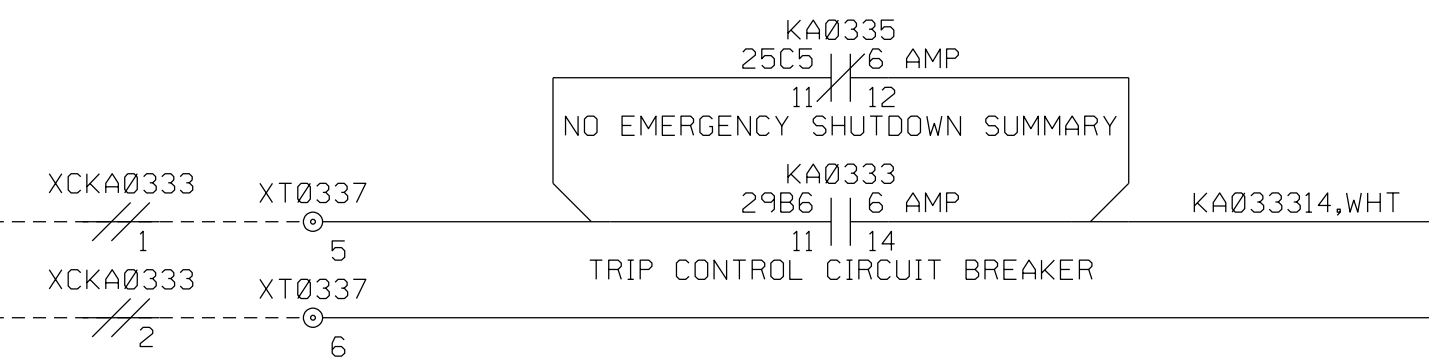 KAØ335
25C5 6 AMP
11 12
NO EMERGENCY SHUTDOWN SUMMARY
KAØ333
XCKAØ333 XTØ337 29B6 6 AMP KAØ33314,WHT
1 5 11 14
TRIP CONTROL CIRCUIT BREAKER
XCKAØ333 XTØ337
2 6